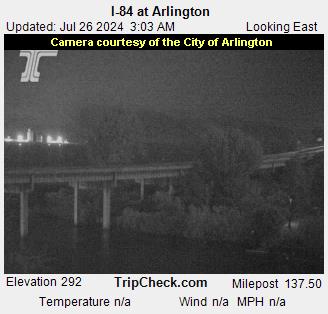 I-84 at Arlington
Updated: Jul 26 2024 3:03 AM Looking East
Camera courtesy of the City of Arlington
Elevation 292 TripCheck.com Milepost 137.50
Temperature n/a Wind n/a MPH n/a